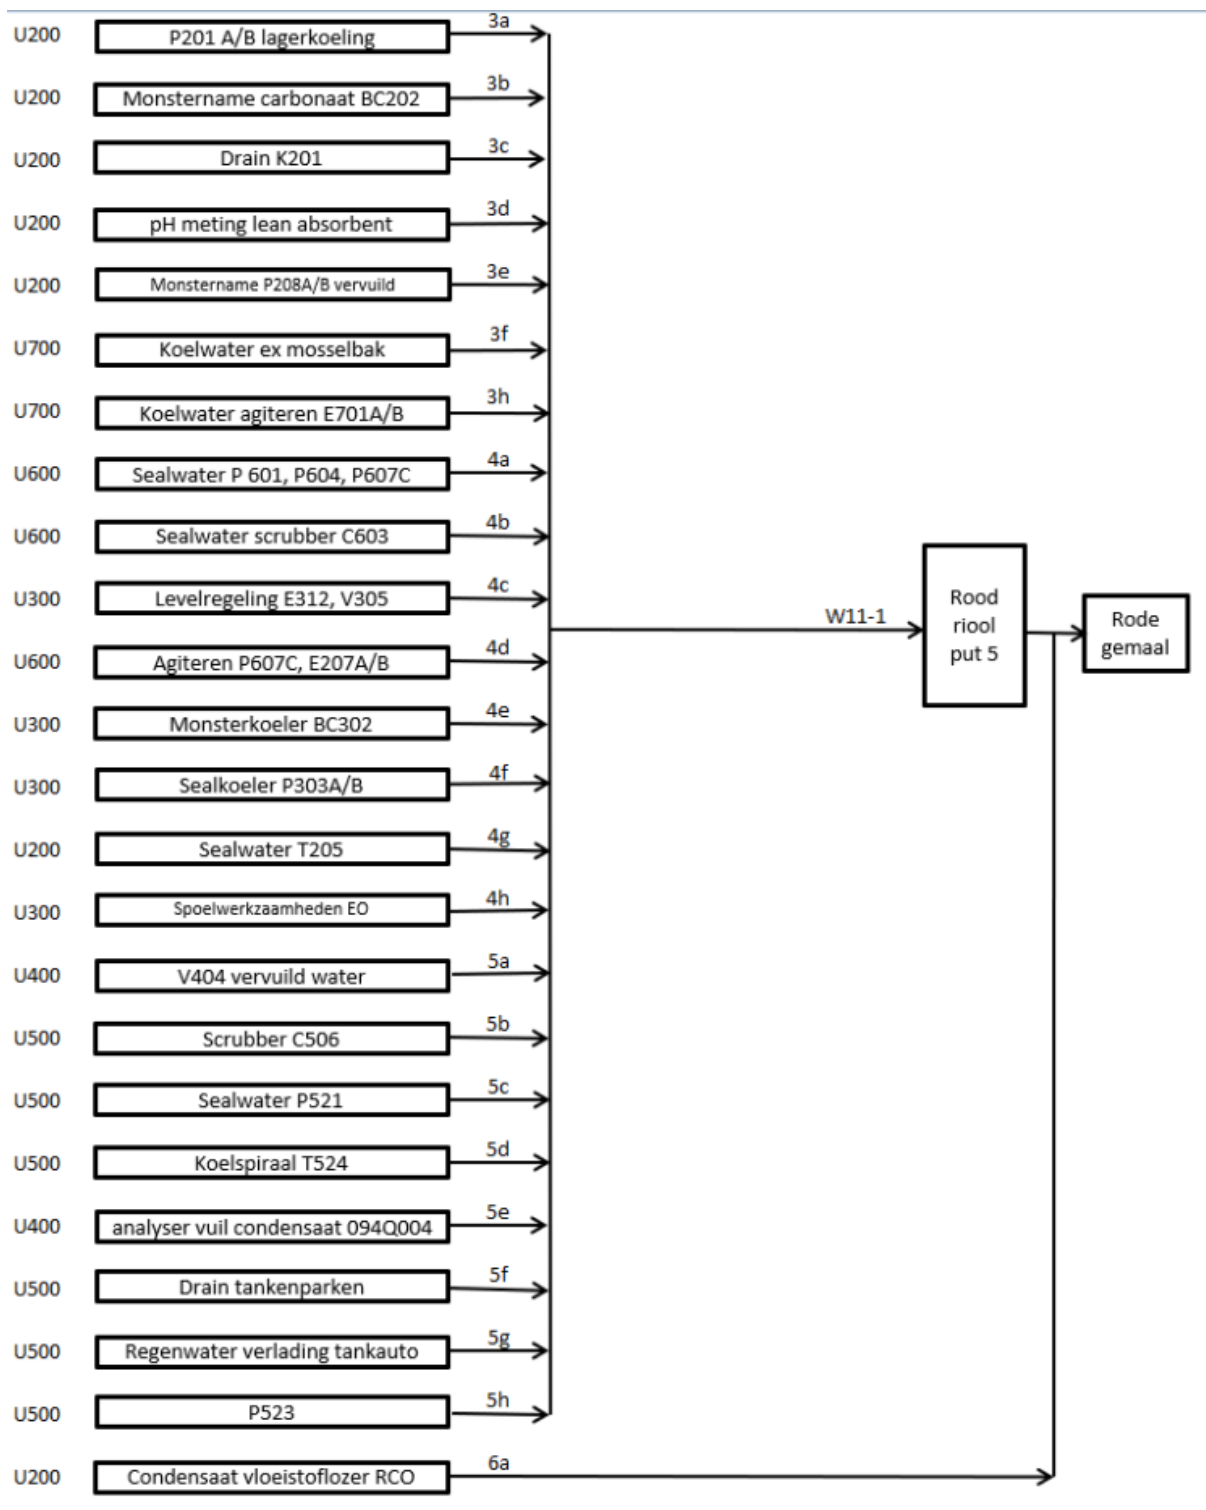 U200 P201 A/B lagerkoeling 3a
U200 Monstername carbonaat BC202 3b
U200 Drain K201 3c
U200 pH meting lean absorbent 3d
U200 Monstername P208A/B vervuild 3e
U700 Koelwater ex mosselbak 3f
U700 Koelwater agiteren E701A/B 3h
U600 Sealwater P 601, P604, P607C 4a
U600 Sealwater scrubber C603 4b
U300 Levelregeling E312, V305 4c
U600 Agiteren P607C, E207A/B 4d
U300 Monsterkoeler BC302 4e
U300 Sealkoeler P303A/B 4f
U200 Sealwater T205 4g
U300 Spoelwerkzaamheden EO 4h
U400 V404 vervuild water 5a
U500 Scrubber C506 5b
U500 Sealwater P521 5c
U500 Koelspiraal T524 5d
U400 analyser vuil condensaat 094Q004 5e
U500 Drain tankenparken 5f
U500 Regenwater verlading tankauto 5g
U500 P523 5h
U200 Condensaat vloeistoflozer RCO 6a
W11-1
Rood
riool
put 5
Rode
gemaal